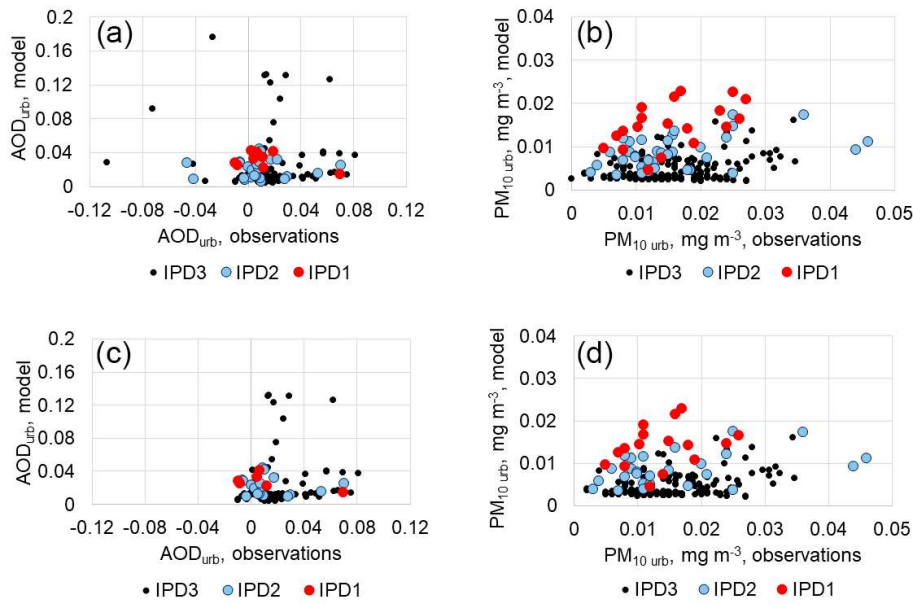 (a)
0.2
0.16
0.12
0.08
0.04
0
AOD_urb, model
-0.12 -0.08 -0.04 0 0.04 0.08 0.12
AOD_urb, observations
IPD3 IPD2 IPD1
(b)
0.04
0.03
0.02
0.01
0
PM10 urb, mg m-3, model
0 0.01 0.02 0.03 0.04 0.05
PM10 urb, mg m-3, observations
IPD3 IPD2 IPD1
(c)
0.2
0.16
0.12
0.08
0.04
0
AOD_urb, model
-0.12 -0.08 -0.04 0 0.04 0.08 0.12
AOD_urb, observations
IPD3 IPD2 IPD1
(d)
0.04
0.03
0.02
0.01
0
PM10 urb, mg m-3, model
0 0.01 0.02 0.03 0.04 0.05
PM10 urb, mg m-3, observations
IPD3 IPD2 IPD1